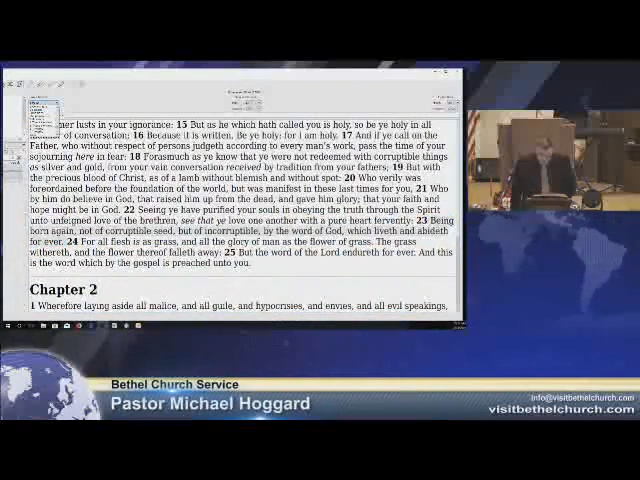 mer lusts in your ignorance: 15 But as he which hath called you is holy, so be ye holy in all
of conversation; 16 Because it is written, Be ye holy; for I am holy. 17 And if ye call on the
Father, who without respect of persons judgeth according to every man's work, pass the time of your
sojourning here in fear: 18 Forasmuch as ye know that ye were not redeemed with corruptible things
as silver and gold, from your vain conversation received by tradition from your fathers; 19 But with
the precious blood of Christ, as of a lamb without blemish and without spot: 20 Who verily was
foreordained before the foundation of the world, but was manifest in these last times for you, 21 Who
by him do believe in God, that raised him up from the dead, and gave him glory; that your faith and
hope might be in God. 22 Seeing ye have purified your souls in obeying the truth through the Spirit
unto unfeigned love of the brethren, see that ye love one another with a pure heart fervently: 23 Being
born again, not of corruptible seed, but of incorruptible, by the word of God, which liveth and abideth
for ever. 24 For all flesh is as grass, and all the glory of man as the flower of grass. The grass
withereth, and the flower thereof falleth away: 25 But the word of the Lord endureth for ever. And
this is the word which by the gospel is preached unto you.
Chapter 2
1 Wherefore laying aside all malice, and all guile, and hypocrisies, and envies, and all evil speakings,
Bethel Church Service
Pastor Michael Hoggard
info@visitbethelchurch.com
visitbethelchurch.com